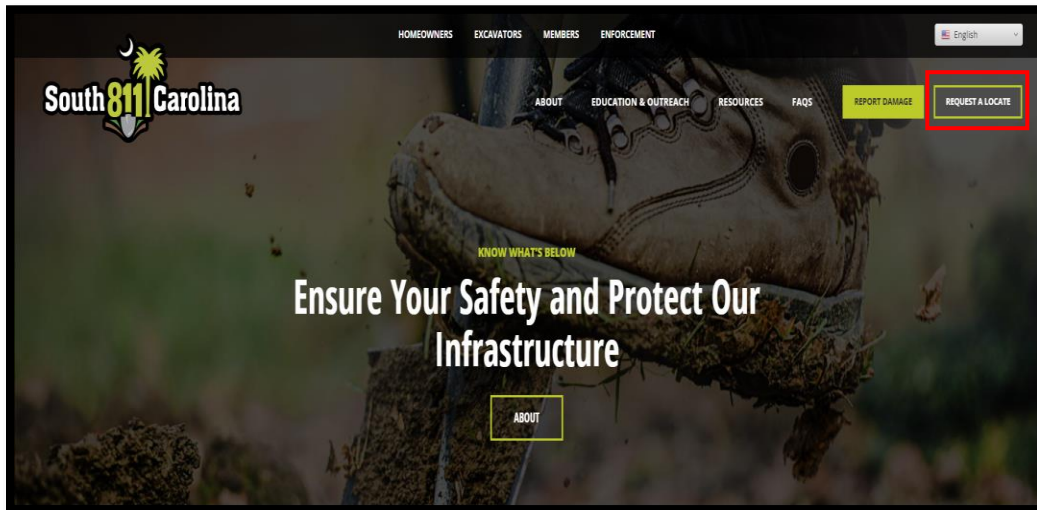 HOMEOWNERS EXCAVATORS MEMBERS ENFORCEMENT
English
South 811 Carolina
ABOUT EDUCATION & OUTREACH RESOURCES FAQS REPORT DAMAGE REQUEST A LOCATE
KNOW WHAT'S BELOW
Ensure Your Safety and Protect Our
Infrastructure
ABOUT